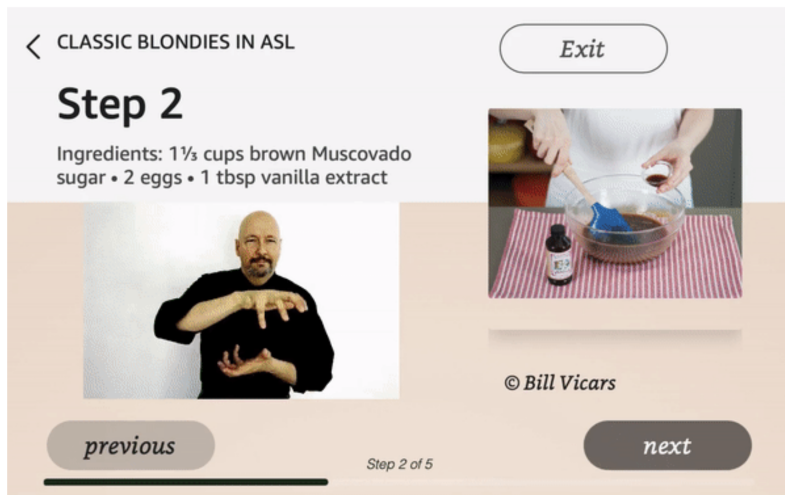 CLASSIC BLONDIES IN ASL
Exit
Step 2
Ingredients: 1⅓ cups brown Muscovado
sugar • 2 eggs • 1 tbsp vanilla extract
© Bill Vicars
previous
Step 2 of 5
next